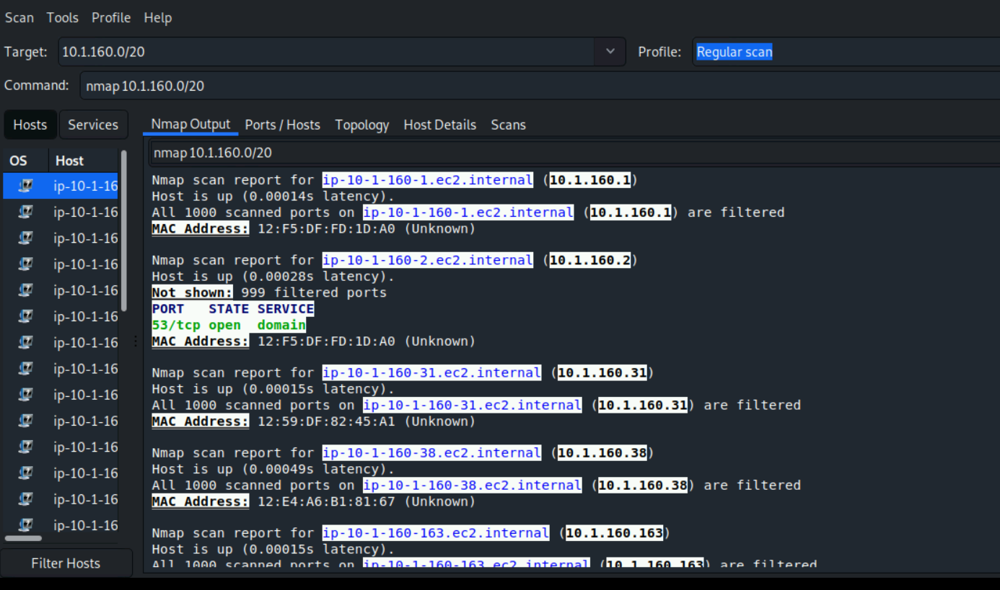 Scan Tools Profile Help
Target: 10.1.160.0/20 Profile: Regular scan
Command: nmap 10.1.160.0/20
Hosts Services
OS Host
ip-10-1-16
ip-10-1-16
ip-10-1-16
ip-10-1-16
ip-10-1-16
ip-10-1-16
ip-10-1-16
ip-10-1-16
ip-10-1-16
ip-10-1-16
ip-10-1-16
ip-10-1-16
ip-10-1-16
ip-10-1-16
Filter Hosts
Nmap Output Ports / Hosts Topology Host Details Scans
nmap 10.1.160.0/20
Nmap scan report for ip-10-1-160-1.ec2.internal (10.1.160.1)
Host is up (0.00014s latency).
All 1000 scanned ports on ip-10-1-160-1.ec2.internal (10.1.160.1) are filtered
MAC Address: 12:F5:DF:FD:1D:A0 (Unknown)
Nmap scan report for ip-10-1-160-2.ec2.internal (10.1.160.2)
Host is up (0.00028s latency).
Not shown: 999 filtered ports
PORT STATE SERVICE
53/tcp open domain
MAC Address: 12:F5:DF:FD:1D:A0 (Unknown)
Nmap scan report for ip-10-1-160-31.ec2.internal (10.1.160.31)
Host is up (0.00015s latency).
All 1000 scanned ports on ip-10-1-160-31.ec2.internal (10.1.160.31) are filtered
MAC Address: 12:59:DF:82:45:A1 (Unknown)
Nmap scan report for ip-10-1-160-38.ec2.internal (10.1.160.38)
Host is up (0.00049s latency).
All 1000 scanned ports on ip-10-1-160-38.ec2.internal (10.1.160.38) are filtered
MAC Address: 12:E4:A6:B1:81:67 (Unknown)
Nmap scan report for ip-10-1-160-163.ec2.internal (10.1.160.163)
Host is up (0.00015s latency).
All 1000 scanned ports on ip-10-1-160-163.ec2.internal (10.1.160.163) are filtered